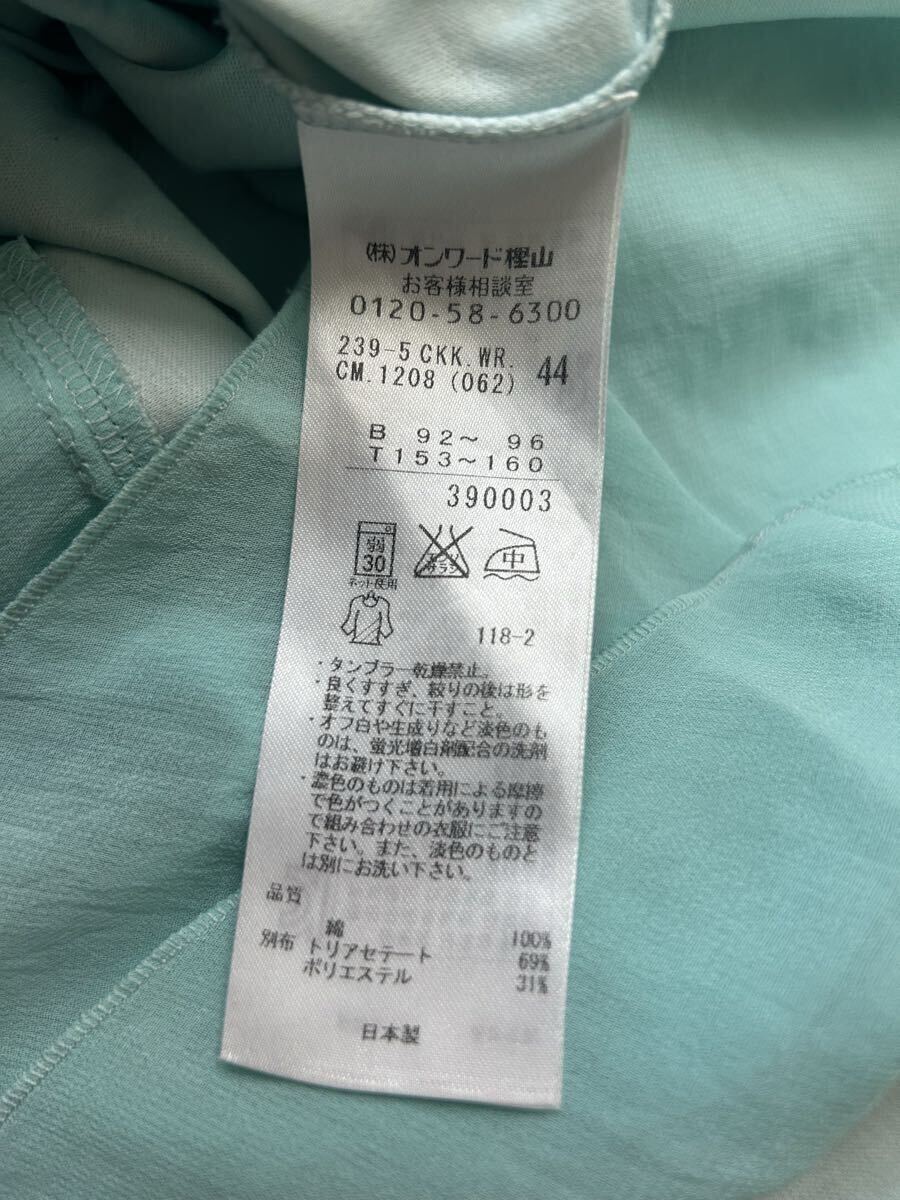 (株)オンワード樫山
お客様相談室
0120-58-6300
239-5 CKK.WR. 44
CM.1208 (062)
B 92～ 96
T153～160
390003
弱 中
30 エンソ
サラシ
ネット使用
118-2
・タンブラー乾燥禁止。
・良くすすぎ、絞りの後は形を
整えてすぐに干すこと。
・オフ白や生成りなど淡色のも
のは、蛍光増白剤配合の洗剤
はお避け下さい。
・濃色のものは着用による摩擦
で色がつくことがありますの
で組み合わせの衣服にご注意
下さい。また、淡色のものと
は別にお洗い下さい。
品質
綿 100%
別布 トリアセテート 69%
ポリエステル 31%
日本製